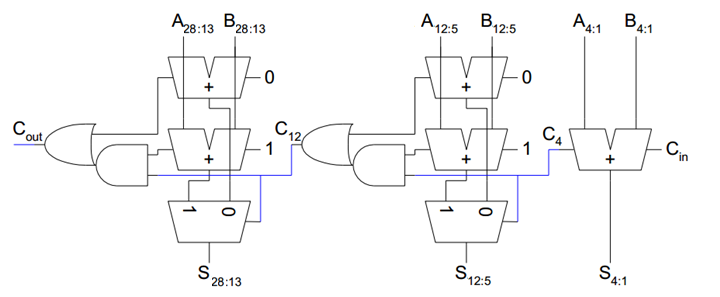 A28:13 B28:13 A12:5 B12:5 A4:1 B4:1
0 0
Cout 1 C12 1 C4 Cin
1 0 1 0
S28:13 S12:5 S4:1